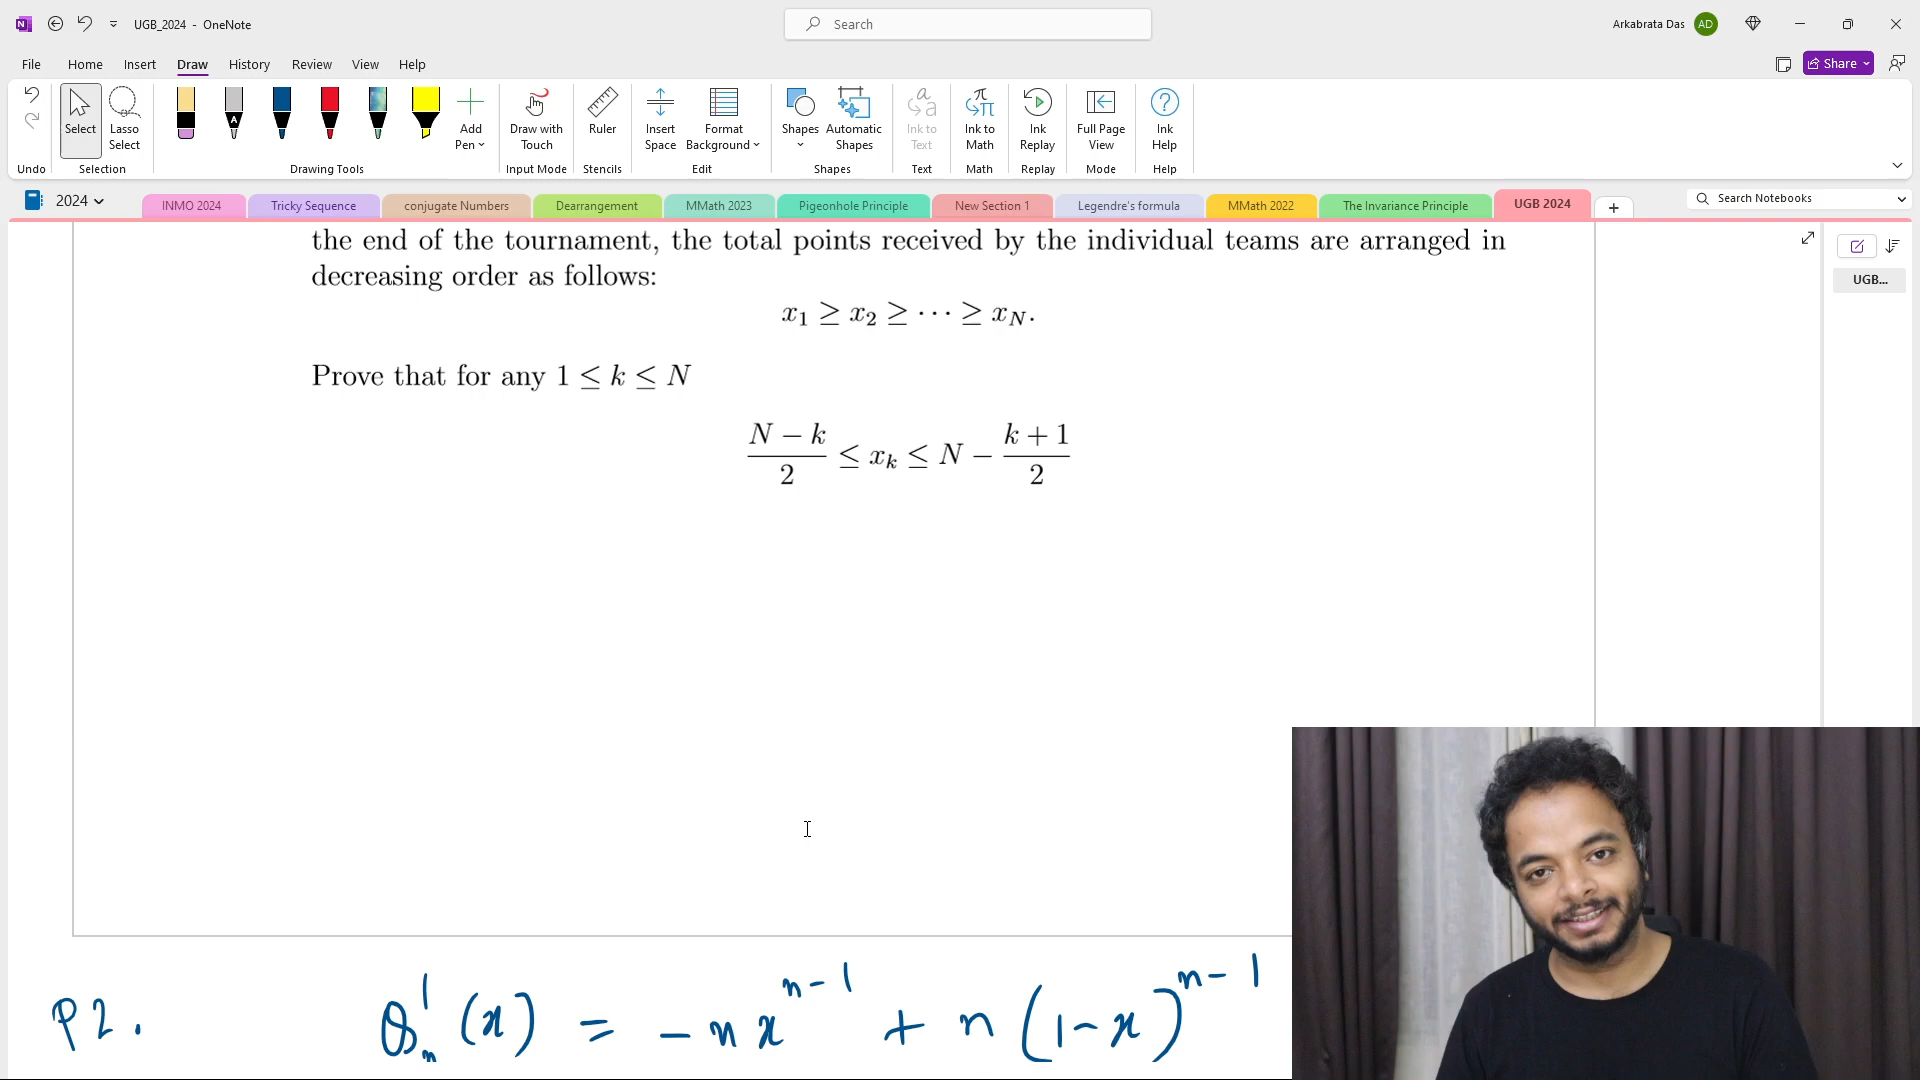 UGB_2024 - OneNote
Search
Arkabrata Das AD
File Home Insert Draw History Review View Help
Share
Select
Lasso Select
A
Add Pen
Draw with Touch
Ruler
Insert Space
Format Background
Shapes
Automatic Shapes
Ink to Text
Ink to Math
Ink Replay
Full Page View
Ink Help
Undo Selection Drawing Tools Input Mode Stencils Edit Shapes Text Math Replay Mode Help
2024
INMO 2024 Tricky Sequence conjugate Numbers Dearrangement MMath 2023 Pigeonhole Principle New Section 1 Legendre's formula MMath 2022 The Invariance Principle UGB 2024 +
Search Notebooks
UGB...
the end of the tournament, the total points received by the individual teams are arranged in
decreasing order as follows:
x₁ ≥ x₂ ≥ ⋯ ≥ x_N.
Prove that for any 1 ≤ k ≤ N
(N − k)/2 ≤ x_k ≤ N − (k + 1)/2
P2. Q_n'(x) = -n x^{n-1} + n(1-x)^{n-1}